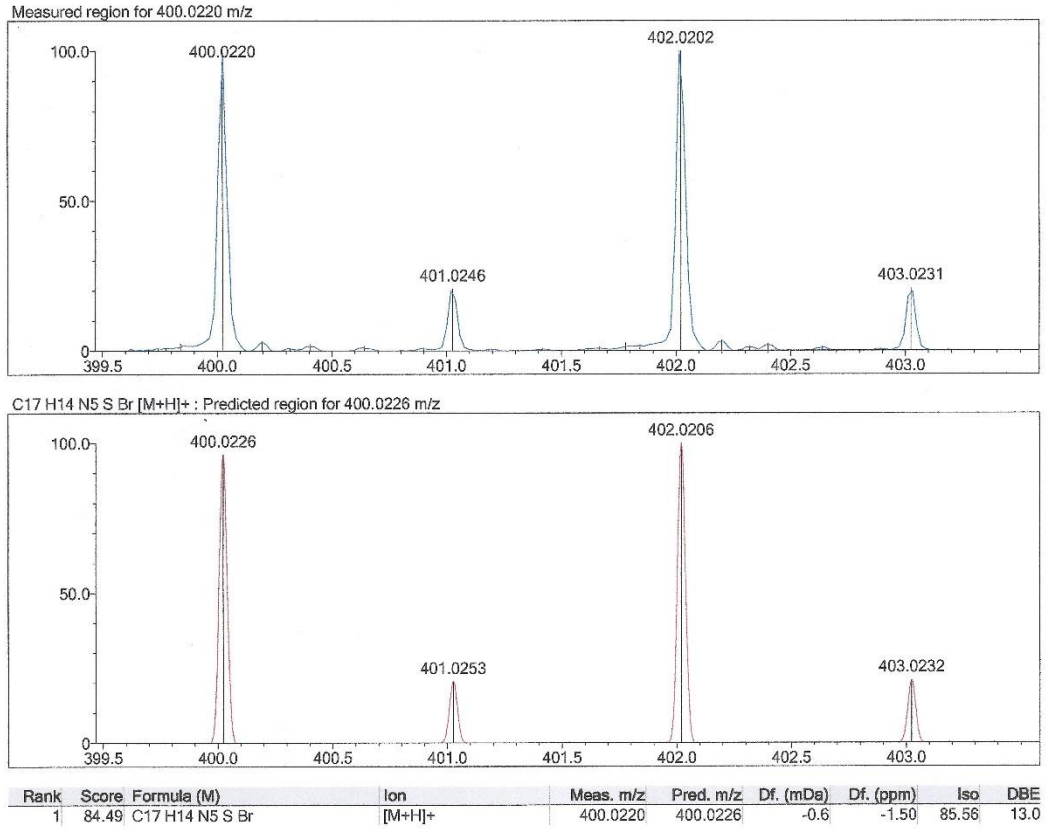 Measured region for 400.0220 m/z
402.0202
100.0
400.0220
50.0
401.0246
403.0231
0
399.5 400.0 400.5 401.0 401.5 402.0 402.5 403.0
C17 H14 N5 S Br [M+H]+ : Predicted region for 400.0226 m/z
402.0206
100.0
400.0226
50.0
401.0253
403.0232
0
399.5 400.0 400.5 401.0 401.5 402.0 402.5 403.0
Rank Score Formula (M) Ion Meas. m/z Pred. m/z Df. (mDa) Df. (ppm) Iso DBE
1 84.49 C17 H14 N5 S Br [M+H]+ 400.0220 400.0226 -0.6 -1.50 85.56 13.0